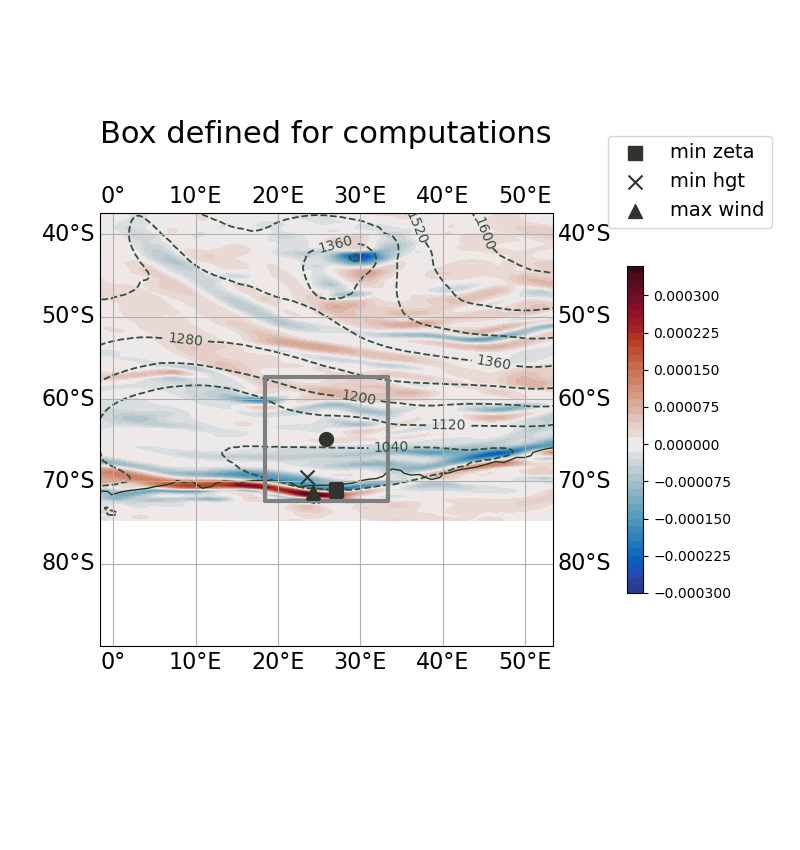 Box defined for computations
min zeta
min hgt
max wind
0° 10°E 20°E 30°E 40°E 50°E
40°S 40°S
50°S 50°S
60°S 60°S
70°S 70°S
80°S 80°S
0° 10°E 20°E 30°E 40°E 50°E
1360
1520
1600
1280
1360
1200
1120
1040
0.000300
0.000225
0.000150
0.000075
0.000000
−0.000075
−0.000150
−0.000225
−0.000300